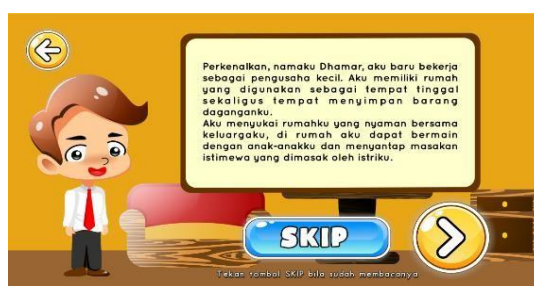 Perkenalkan, namaku Dhamar, aku baru bekerja
sebagai pengusaha kecil. Aku memiliki rumah
yang digunakan sebagai tempat tinggal
sekaligus tempat menyimpan barang
daganganku.
Aku menyukai rumahku yang nyaman bersama
keluargaku, di rumah aku dapat bermain
dengan anak-anakku dan menyantap masakan
istimewa yang dimasak oleh istriku.
SKIP
Tekan tombol SKIP bila sudah membacanya